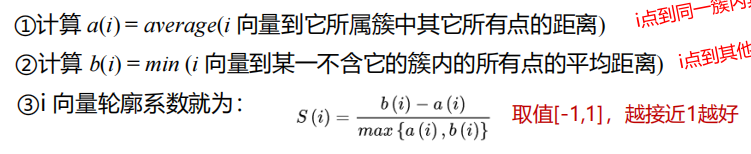 ①计算 a(i) = average(i 向量到它所属簇中其它所有点的距离)
i点到同一簇内
②计算 b(i) = min (i 向量到某一不含它的簇内的所有点的平均距离)
i点到其他
③i 向量轮廓系数就为：
S(i) = \frac{b(i) - a(i)}{max{a(i), b(i)}}
取值[-1,1]，越接近1越好